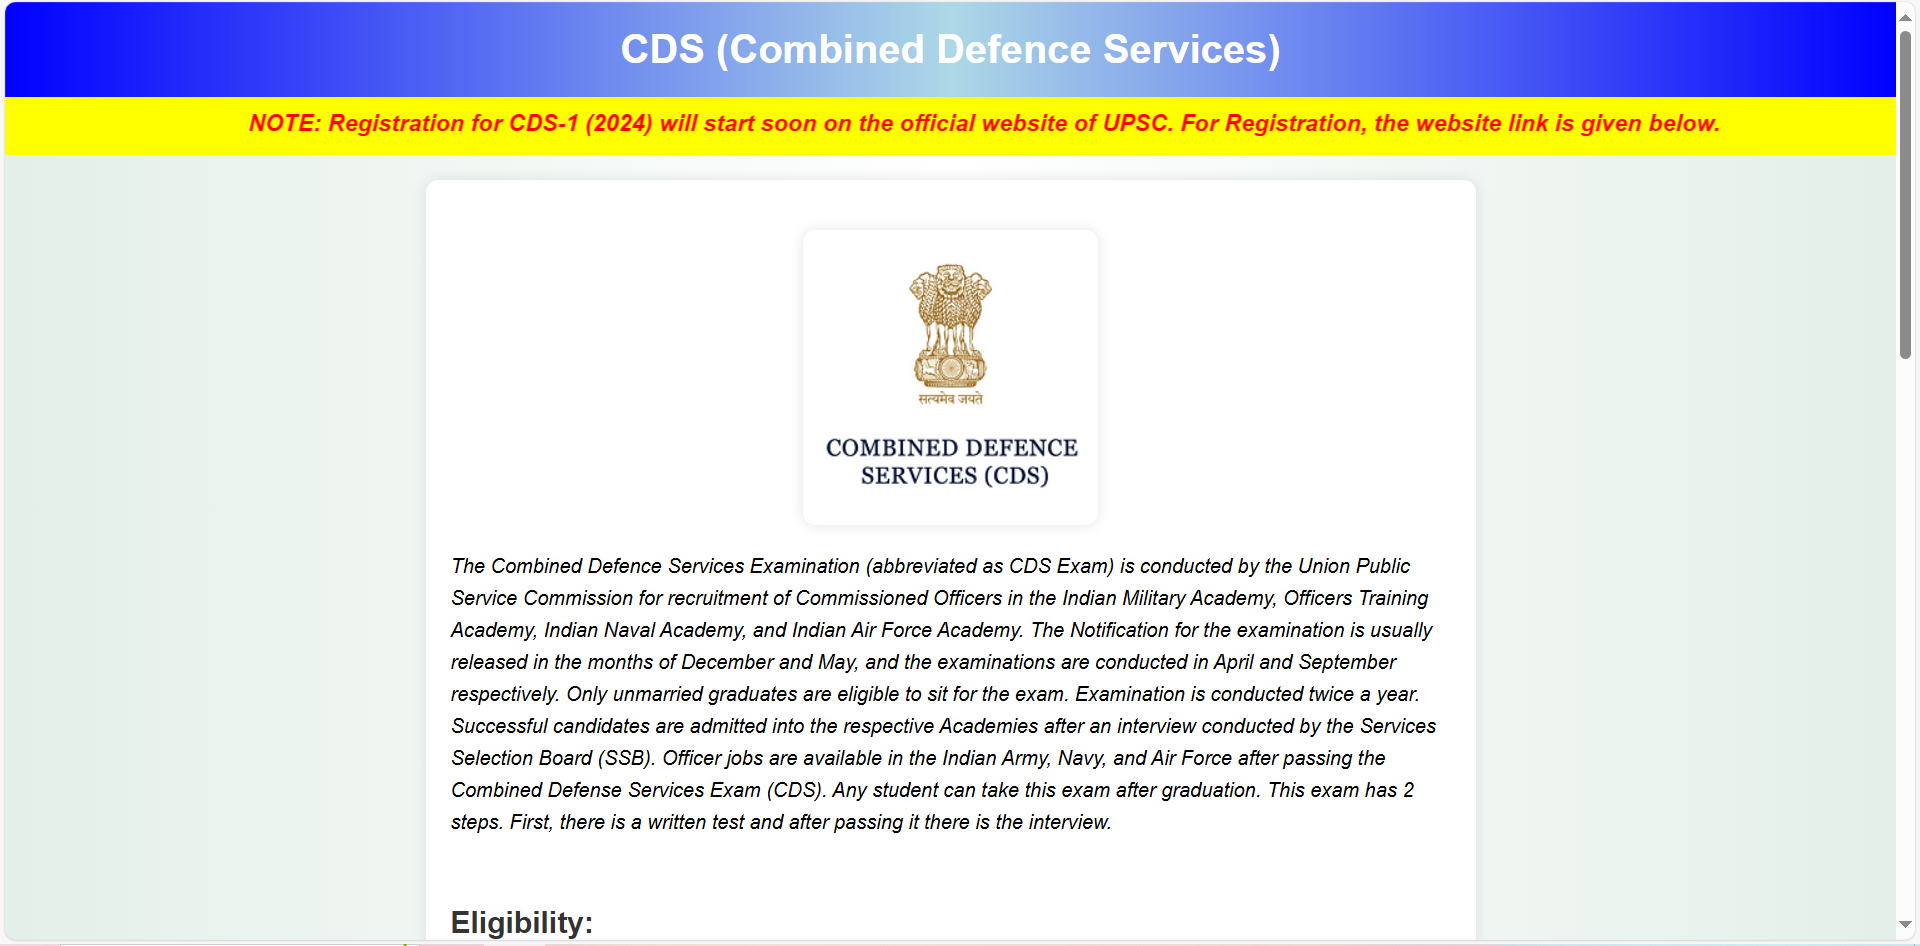 CDS (Combined Defence Services)
NOTE: Registration for CDS-1 (2024) will start soon on the official website of UPSC. For Registration, the website link is given below.
सत्यमेव जयते
COMBINED DEFENCE
SERVICES (CDS)
The Combined Defence Services Examination (abbreviated as CDS Exam) is conducted by the Union Public
Service Commission for recruitment of Commissioned Officers in the Indian Military Academy, Officers Training
Academy, Indian Naval Academy, and Indian Air Force Academy. The Notification for the examination is usually
released in the months of December and May, and the examinations are conducted in April and September
respectively. Only unmarried graduates are eligible to sit for the exam. Examination is conducted twice a year.
Successful candidates are admitted into the respective Academies after an interview conducted by the Services
Selection Board (SSB). Officer jobs are available in the Indian Army, Navy, and Air Force after passing the
Combined Defense Services Exam (CDS). Any student can take this exam after graduation. This exam has 2
steps. First, there is a written test and after passing it there is the interview.
Eligibility: